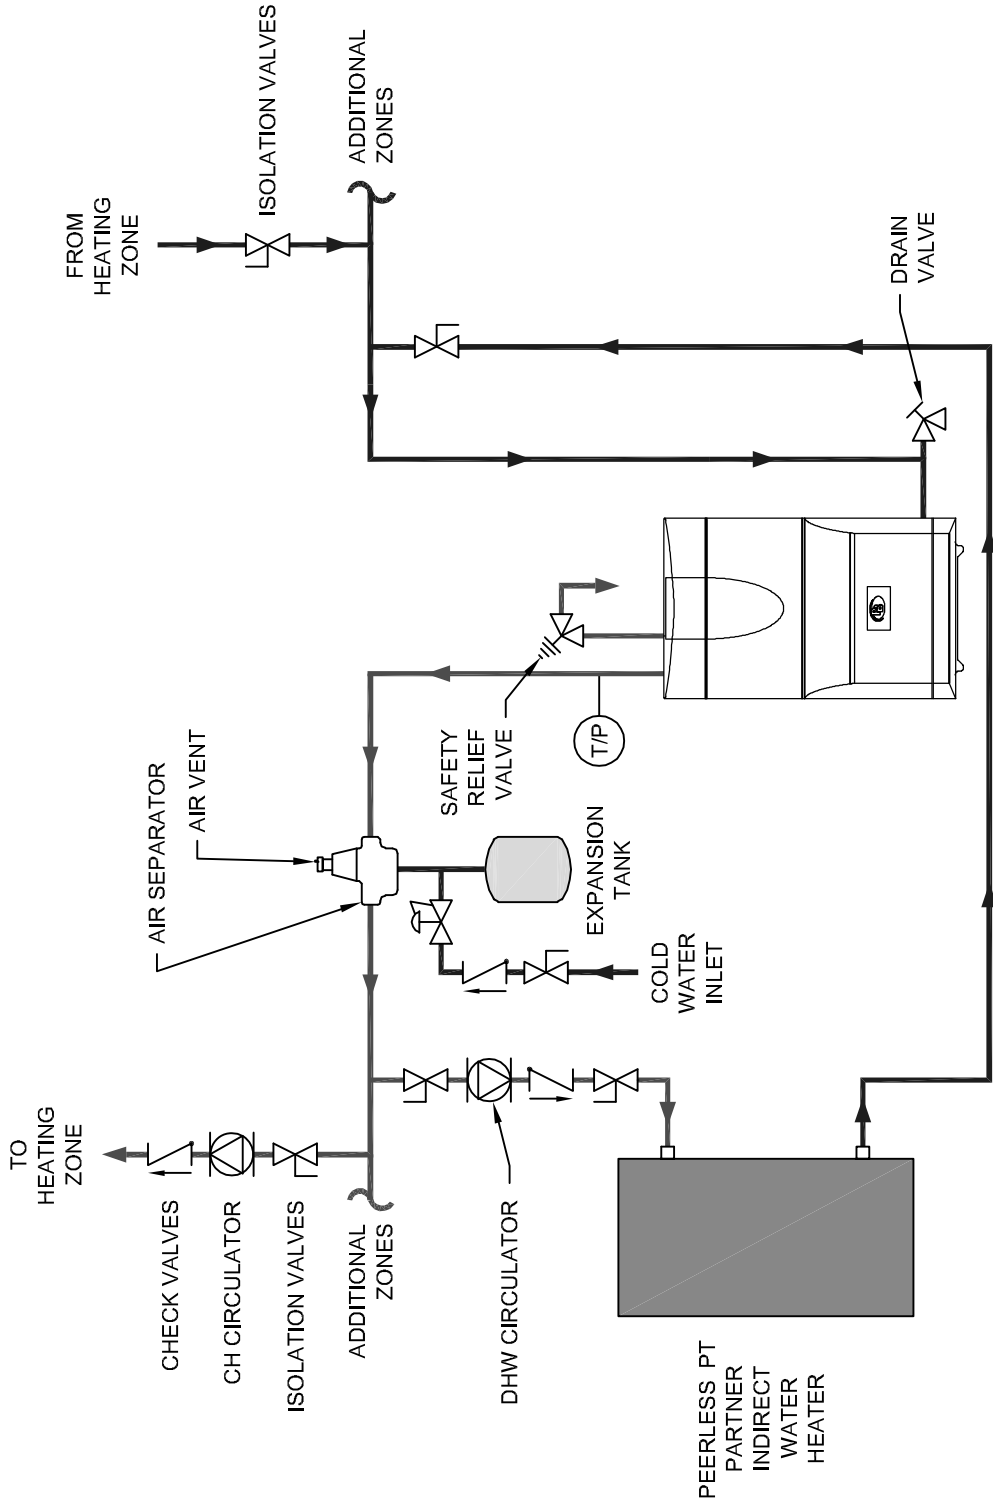 TO
HEATING
ZONE
CHECK VALVES
CH CIRCULATOR
ISOLATION VALVES
ADDITIONAL
ZONES
DHW CIRCULATOR
PEERLESS PT
PARTNER
INDIRECT
WATER
HEATER
AIR SEPARATOR
AIR VENT
EXPANSION
TANK
COLD
WATER
INLET
SAFETY
RELIEF
VALVE
T/P
FROM
HEATING
ZONE
ISOLATION VALVES
ADDITIONAL
ZONES
DRAIN
VALVE